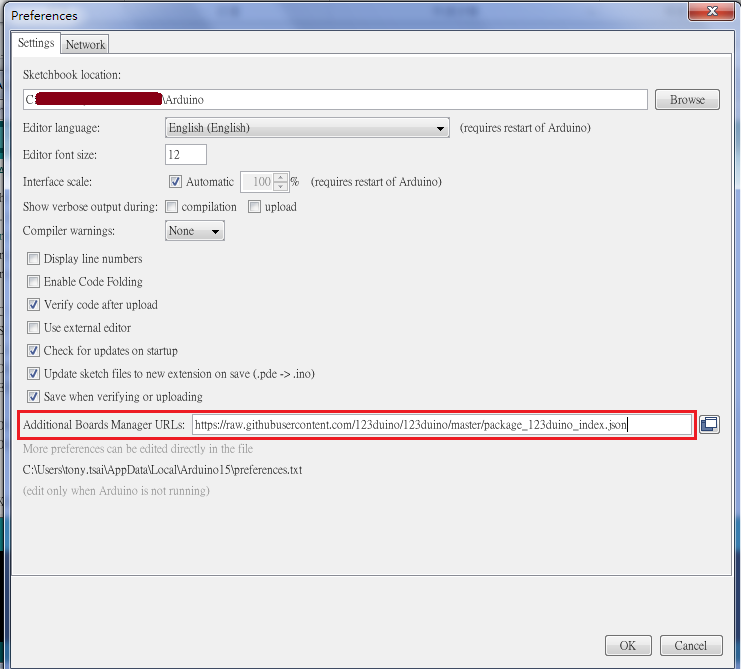 Preferences
Settings Network
Sketchbook location:
C \Arduino Browse
Editor language: English (English) (requires restart of Arduino)
Editor font size: 12
Interface scale: Automatic 100 % (requires restart of Arduino)
Show verbose output during: compilation upload
Compiler warnings: None
Display line numbers
Enable Code Folding
Verify code after upload
Use external editor
Check for updates on startup
Update sketch files to new extension on save (.pde -> .ino)
Save when verifying or uploading
Additional Boards Manager URLs: https://raw.githubusercontent.com/123duino/123duino/master/package_123duino_index.json
More preferences can be edited directly in the file
C:\Users\tony.tsai\AppData\Local\Arduino15\preferences.txt
(edit only when Arduino is not running)
OK Cancel